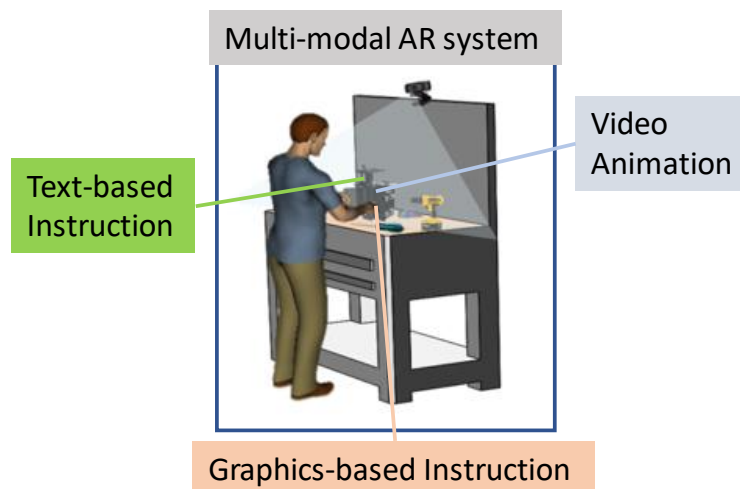 Multi-modal AR system
Video
Animation
Text-based
Instruction
Graphics-based Instruction